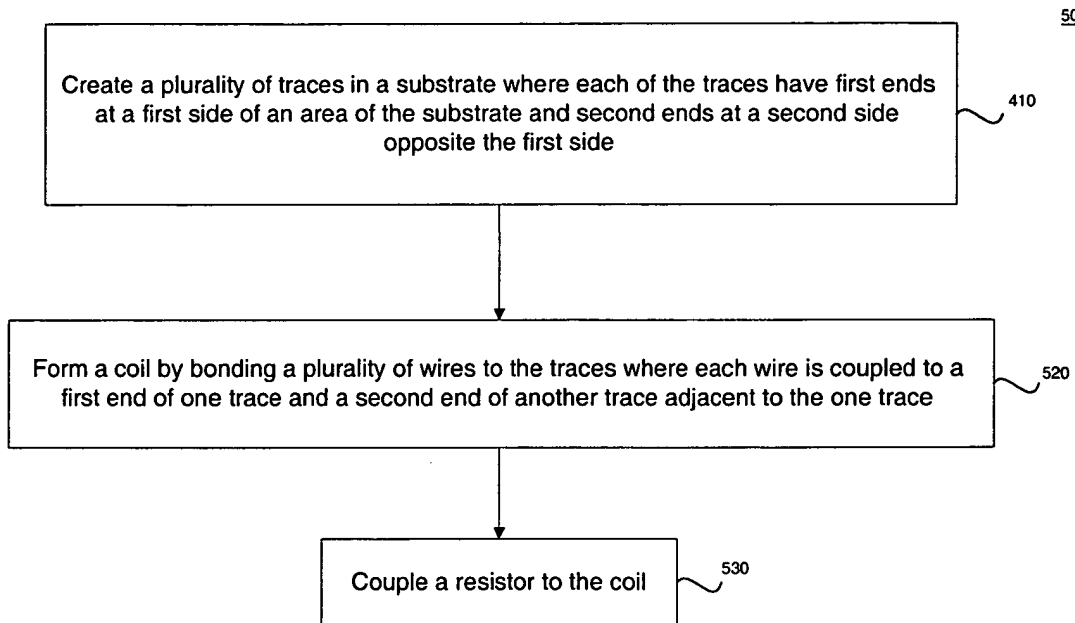 50
Create a plurality of traces in a substrate where each of the traces have first ends
at a first side of an area of the substrate and second ends at a second side
opposite the first side
410
Form a coil by bonding a plurality of wires to the traces where each wire is coupled to a
first end of one trace and a second end of another trace adjacent to the one trace
520
Couple a resistor to the coil
530